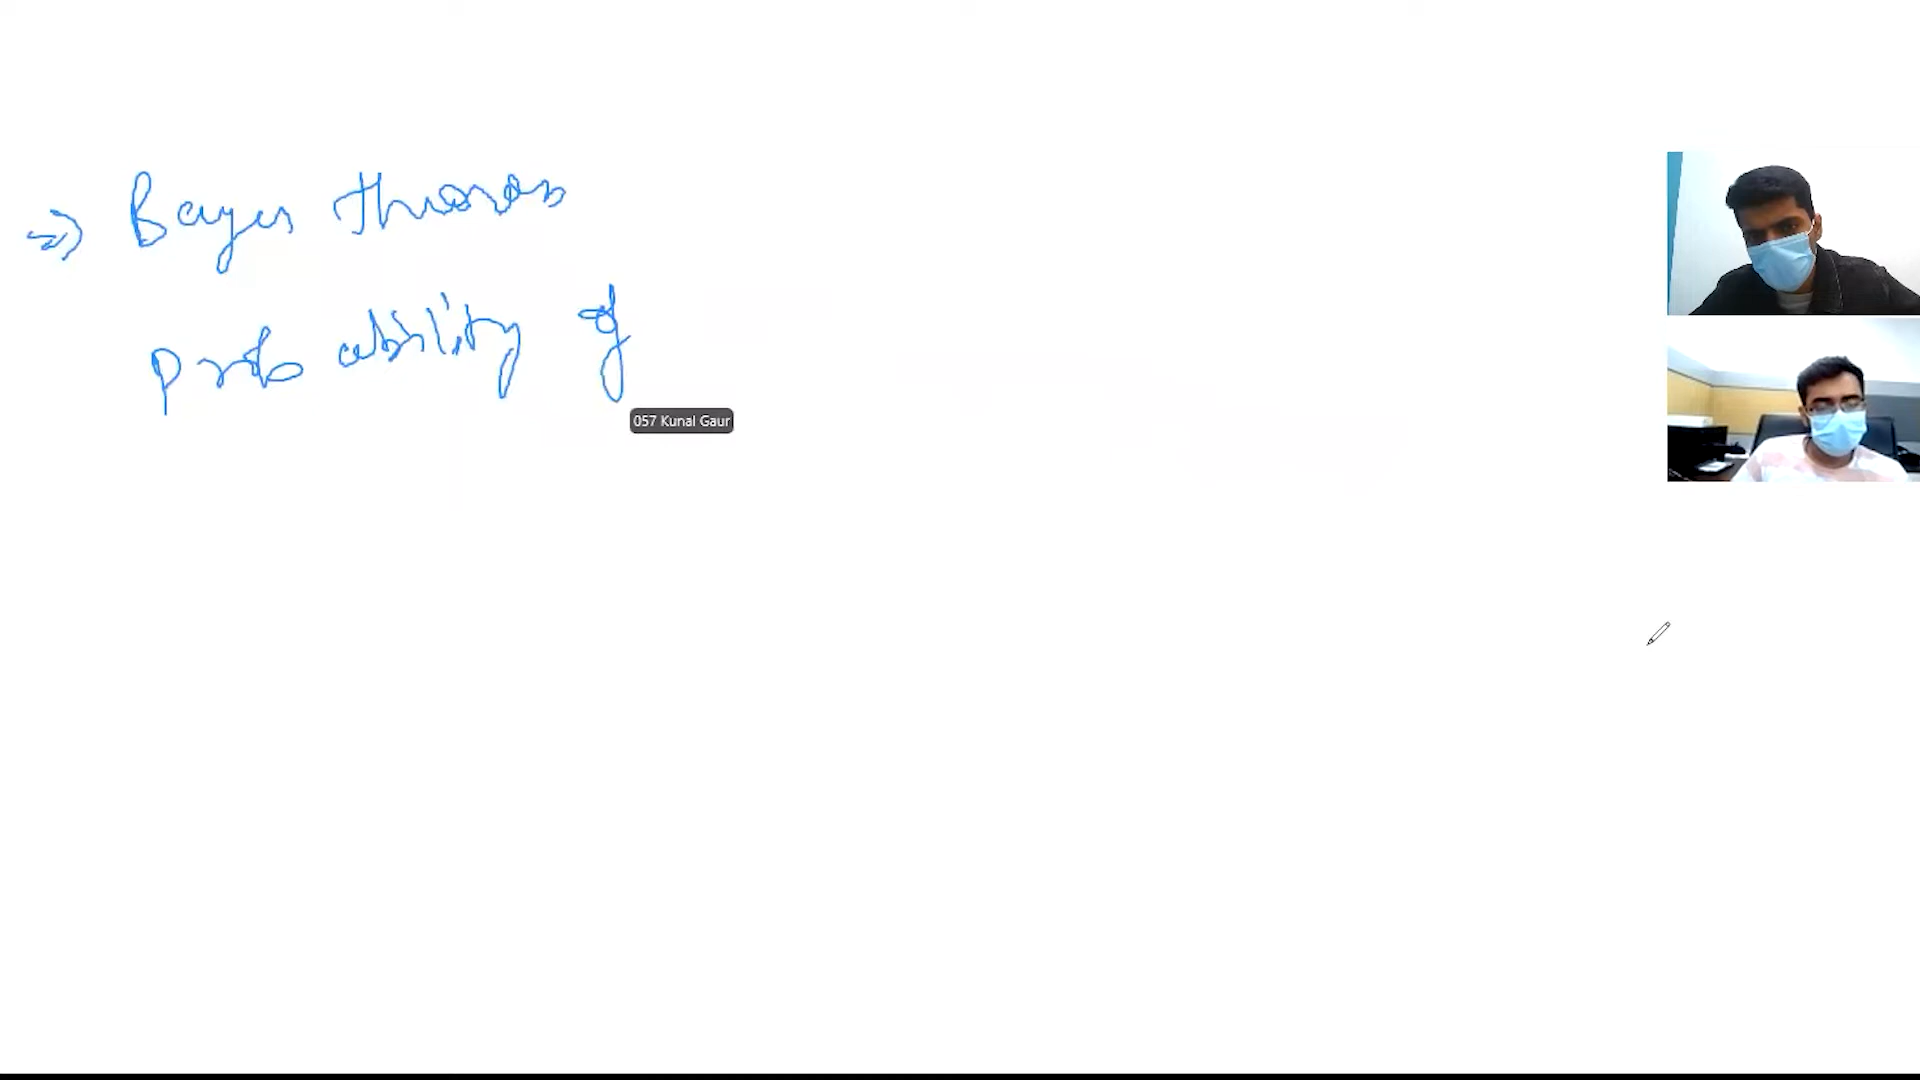 => Bayes theorem
probability of
057 Kunal Gaur